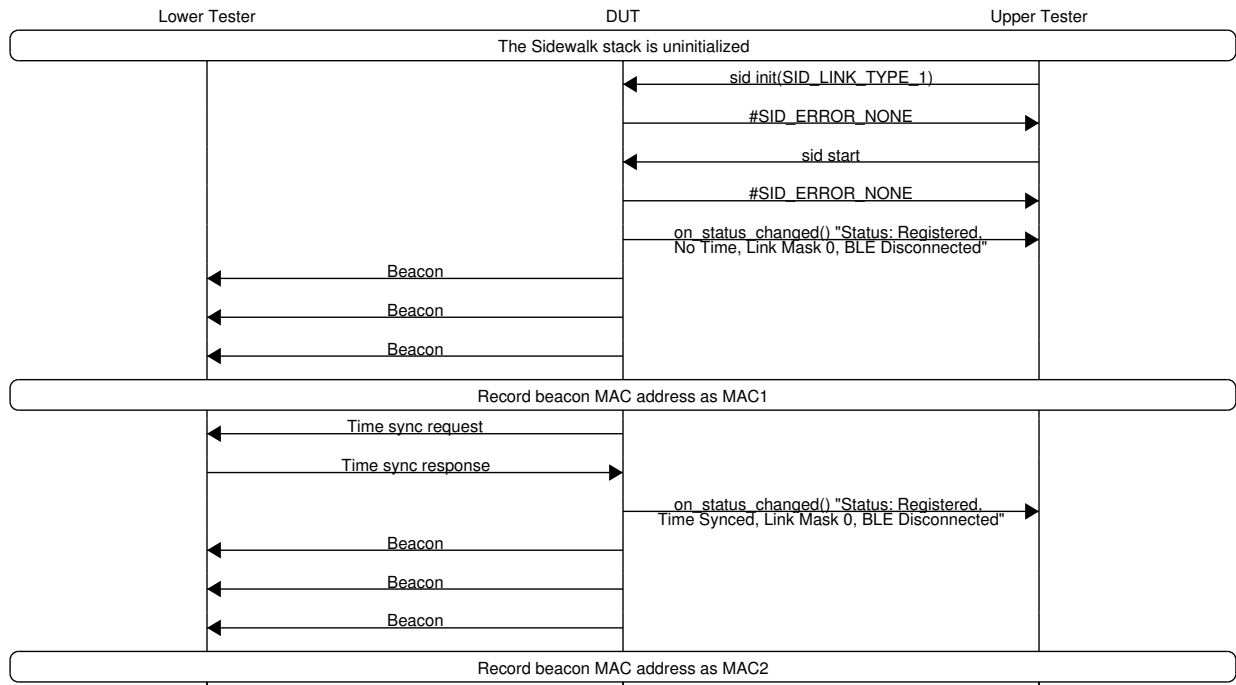 Lower Tester DUT Upper Tester
The Sidewalk stack is uninitialized
sid init(SID_LINK_TYPE_1)
#SID_ERROR_NONE
sid start
#SID_ERROR_NONE
on_status_changed() "Status: Registered,
No Time, Link Mask 0, BLE Disconnected"
Beacon
Beacon
Beacon
Record beacon MAC address as MAC1
Time sync request
Time sync response
on_status_changed() "Status: Registered,
Time Synced, Link Mask 0, BLE Disconnected"
Beacon
Beacon
Beacon
Record beacon MAC address as MAC2